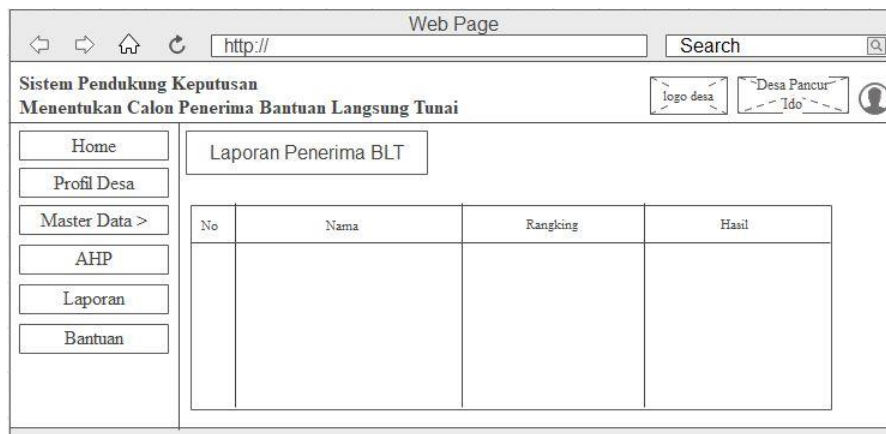 Web Page
http://
Search
Sistem Pendukung Keputusan
Menentukan Calon Penerima Bantuan Langsung Tunai
logo desa
Desa Pancur
Ido
Home
Profil Desa
Master Data >
AHP
Laporan
Bantuan
Laporan Penerima BLT
No
Nama
Rangking
Hasil